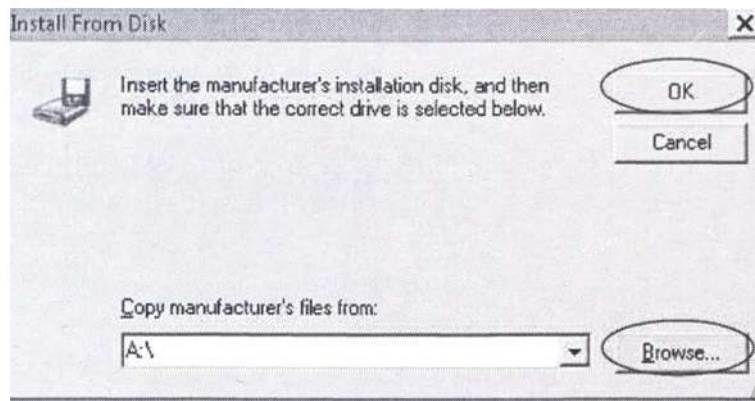 Install From Disk
Insert the manufacturer's installation disk, and then
make sure that the correct drive is selected below.
OK
Cancel
Copy manufacturer's files from:
A:\
Browse...